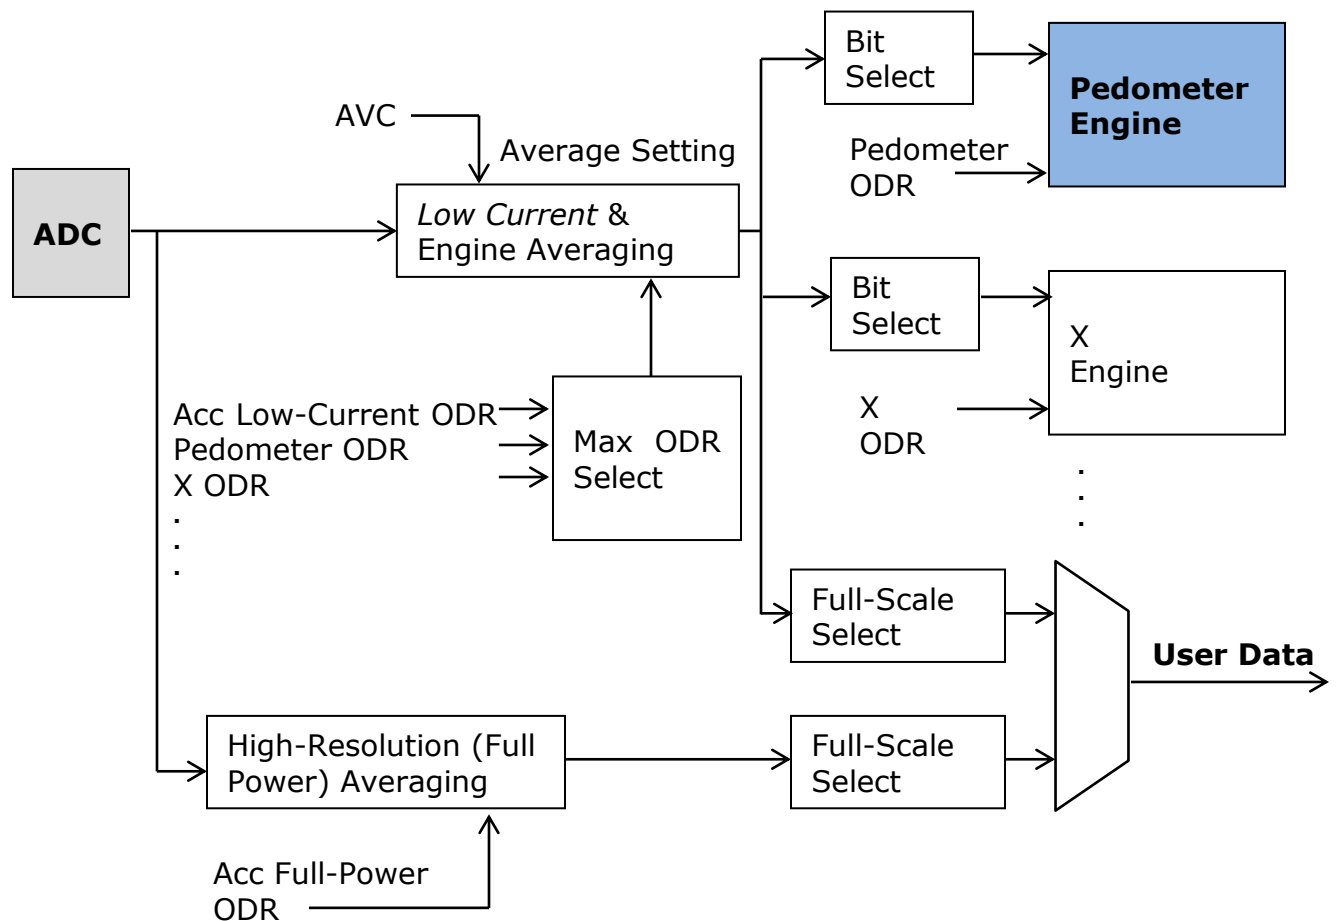 Bit
Select
Pedometer
Engine
AVC
Average Setting
Pedometer
ODR
ADC
Low Current &
Engine Averaging
Bit
Select
X
Engine
Acc Low-Current ODR
Pedometer ODR
X ODR
.
.
.
Max ODR
Select
X
ODR
.
.
.
Full-Scale
Select
User Data
High-Resolution (Full
Power) Averaging
Full-Scale
Select
Acc Full-Power
ODR